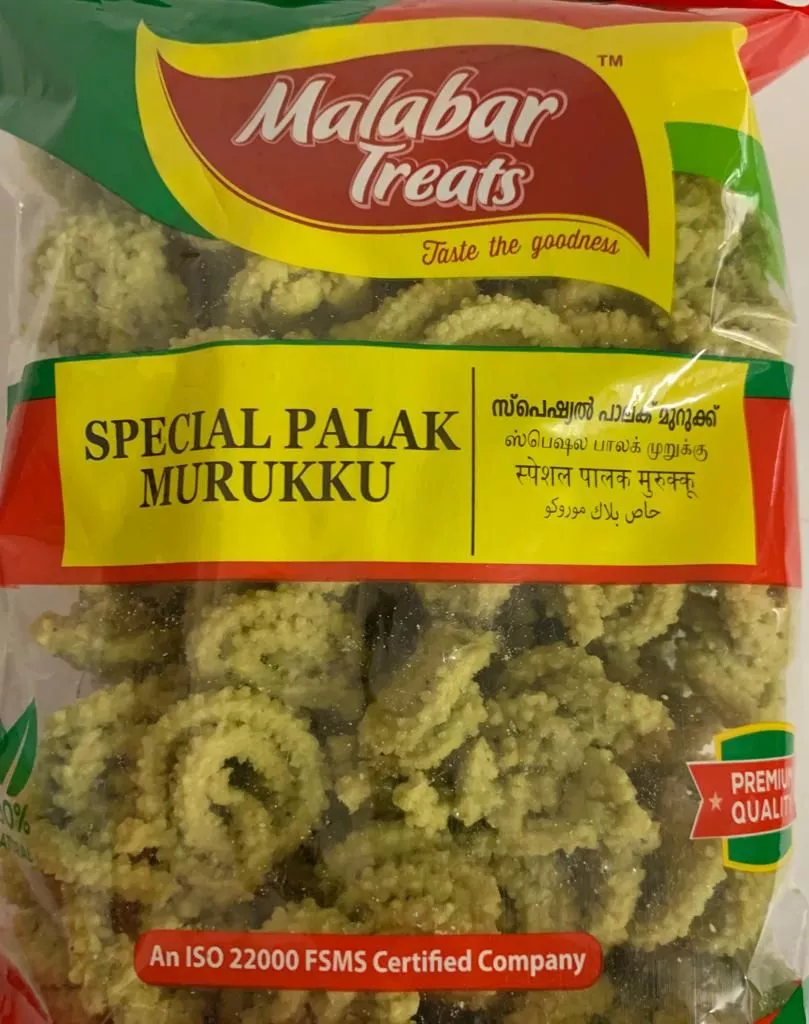 Malabar
Treats
TM
Taste the goodness
SPECIAL PALAK
MURUKKU
സ്പെഷ്യൽ പാലക് മുറുക്ക്
ஸ்பெஷல் பாலக் முறுக்கு
स्पेशल पालक मुरुक्कू
حاص بلاك موروكو
PREMIUM
QUALITY
An ISO 22000 FSMS Certified Company